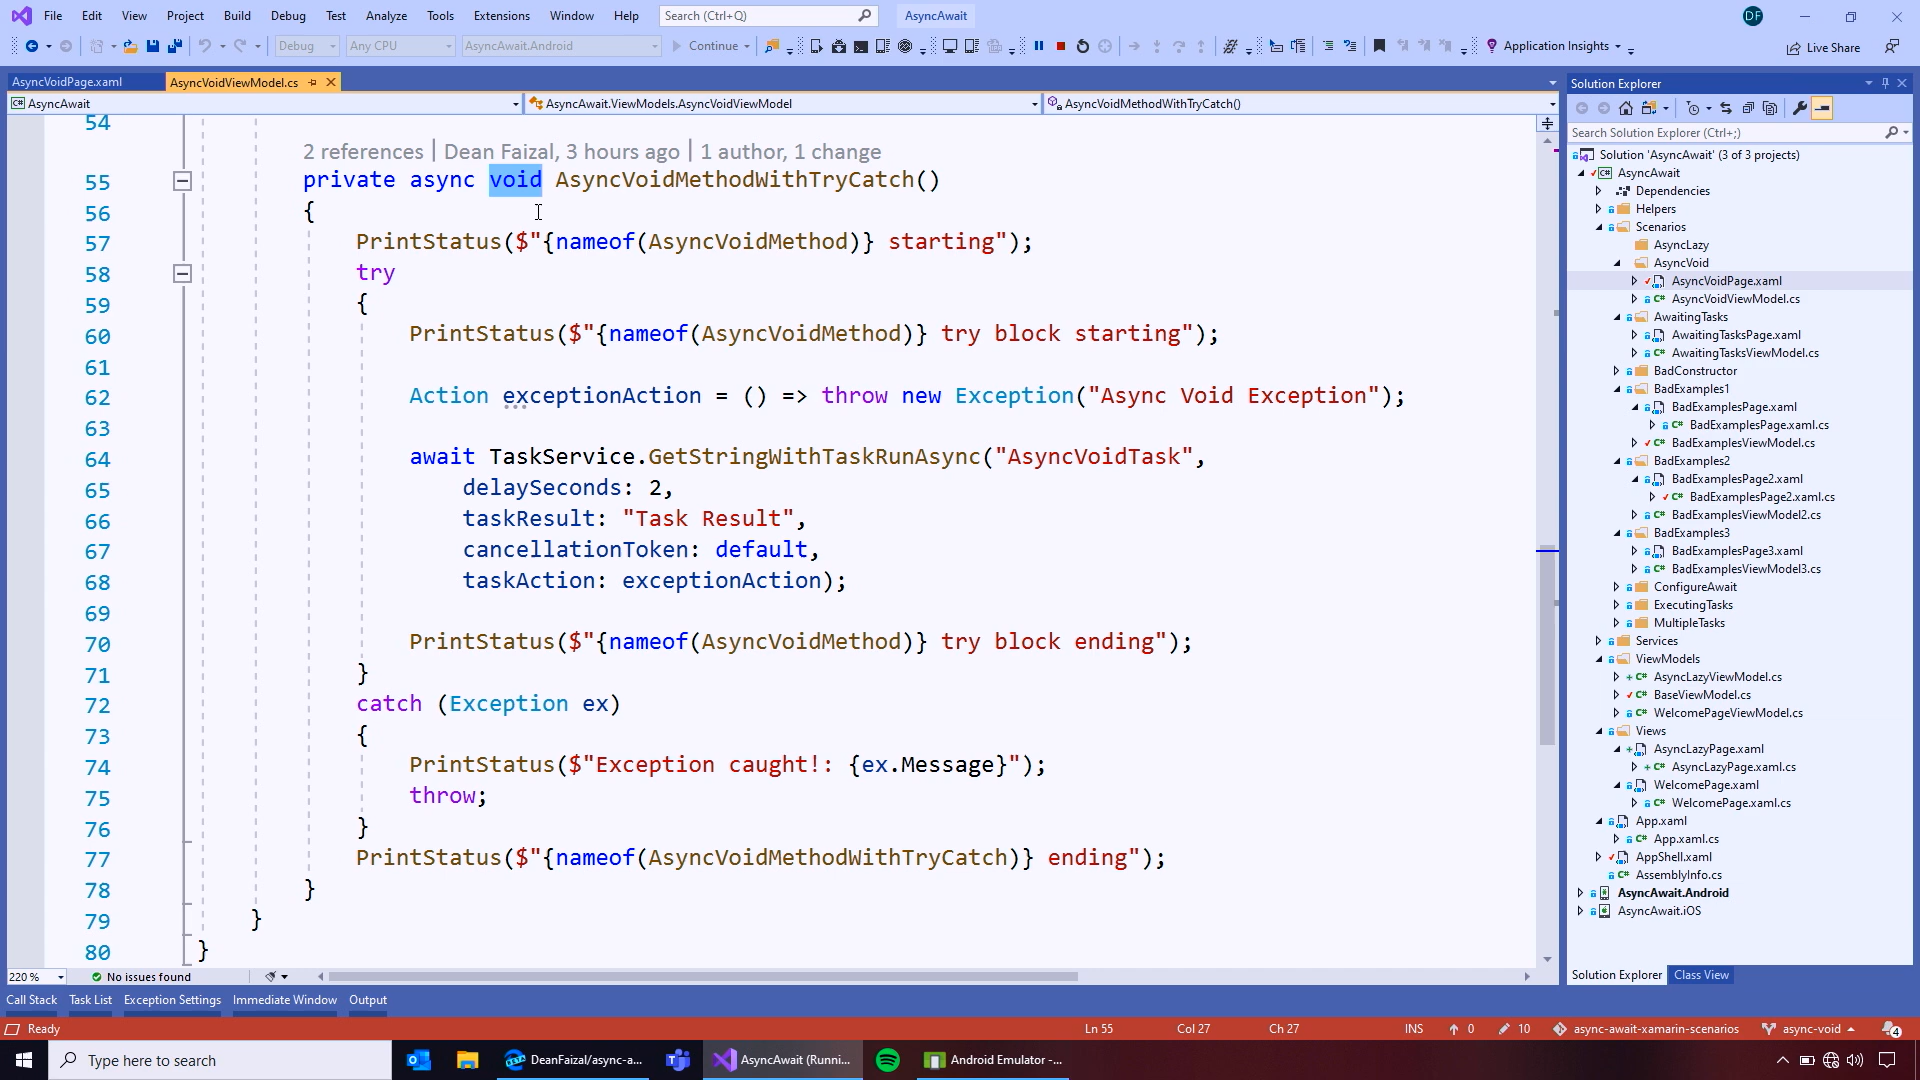 File Edit View Project Build Debug Test Analyze Tools Extensions Window Help Search (Ctrl+Q) AsyncAwait DF
Debug Any CPU AsyncAwait.Android Continue Application Insights Live Share
AsyncVoidPage.xaml AsyncVoidViewModel.cs
AsyncAwait AsyncAwait.ViewModels.AsyncVoidViewModel AsyncVoidMethodWithTryCatch()
54
2 references | Dean Faizal, 3 hours ago | 1 author, 1 change
55 private async void AsyncVoidMethodWithTryCatch()
56 {
57 PrintStatus($"{nameof(AsyncVoidMethod)} starting");
58 try
59 {
60 PrintStatus($"{nameof(AsyncVoidMethod)} try block starting");
61
62 Action exceptionAction = () => throw new Exception("Async Void Exception");
63
64 await TaskService.GetStringWithTaskRunAsync("AsyncVoidTask",
65 delaySeconds: 2,
66 taskResult: "Task Result",
67 cancellationToken: default,
68 taskAction: exceptionAction);
69
70 PrintStatus($"{nameof(AsyncVoidMethod)} try block ending");
71 }
72 catch (Exception ex)
73 {
74 PrintStatus($"Exception caught!: {ex.Message}");
75 throw;
76 }
77 PrintStatus($"{nameof(AsyncVoidMethodWithTryCatch)} ending");
78 }
79 }
80 }
220 % No issues found
Solution Explorer
Search Solution Explorer (Ctrl+;)
Solution 'AsyncAwait' (3 of 3 projects)
AsyncAwait
Dependencies
Helpers
Scenarios
AsyncLazy
AsyncVoid
AsyncVoidPage.xaml
AsyncVoidViewModel.cs
AwaitingTasks
AwaitingTasksPage.xaml
AwaitingTasksViewModel.cs
BadConstructor
BadExamples1
BadExamplesPage.xaml
BadExamplesPage.xaml.cs
BadExamplesViewModel.cs
BadExamples2
BadExamplesPage2.xaml
BadExamplesPage2.xaml.cs
BadExamplesViewModel2.cs
BadExamples3
BadExamplesPage3.xaml
BadExamplesViewModel3.cs
ConfigureAwait
ExecutingTasks
MultipleTasks
Services
ViewModels
AsyncLazyViewModel.cs
BaseViewModel.cs
WelcomePageViewModel.cs
Views
AsyncLazyPage.xaml
AsyncLazyPage.xaml.cs
WelcomePage.xaml
WelcomePage.xaml.cs
App.xaml
App.xaml.cs
AppShell.xaml
AssemblyInfo.cs
AsyncAwait.Android
AsyncAwait.iOS
Solution Explorer Class View
Call Stack Task List Exception Settings Immediate Window Output
Ready Ln 55 Col 27 Ch 27 INS 0 10 async-await-xamarin-scenarios async-void 4
Type here to search DeanFaizal/async-a... AsyncAwait (Runni... Android Emulator -...